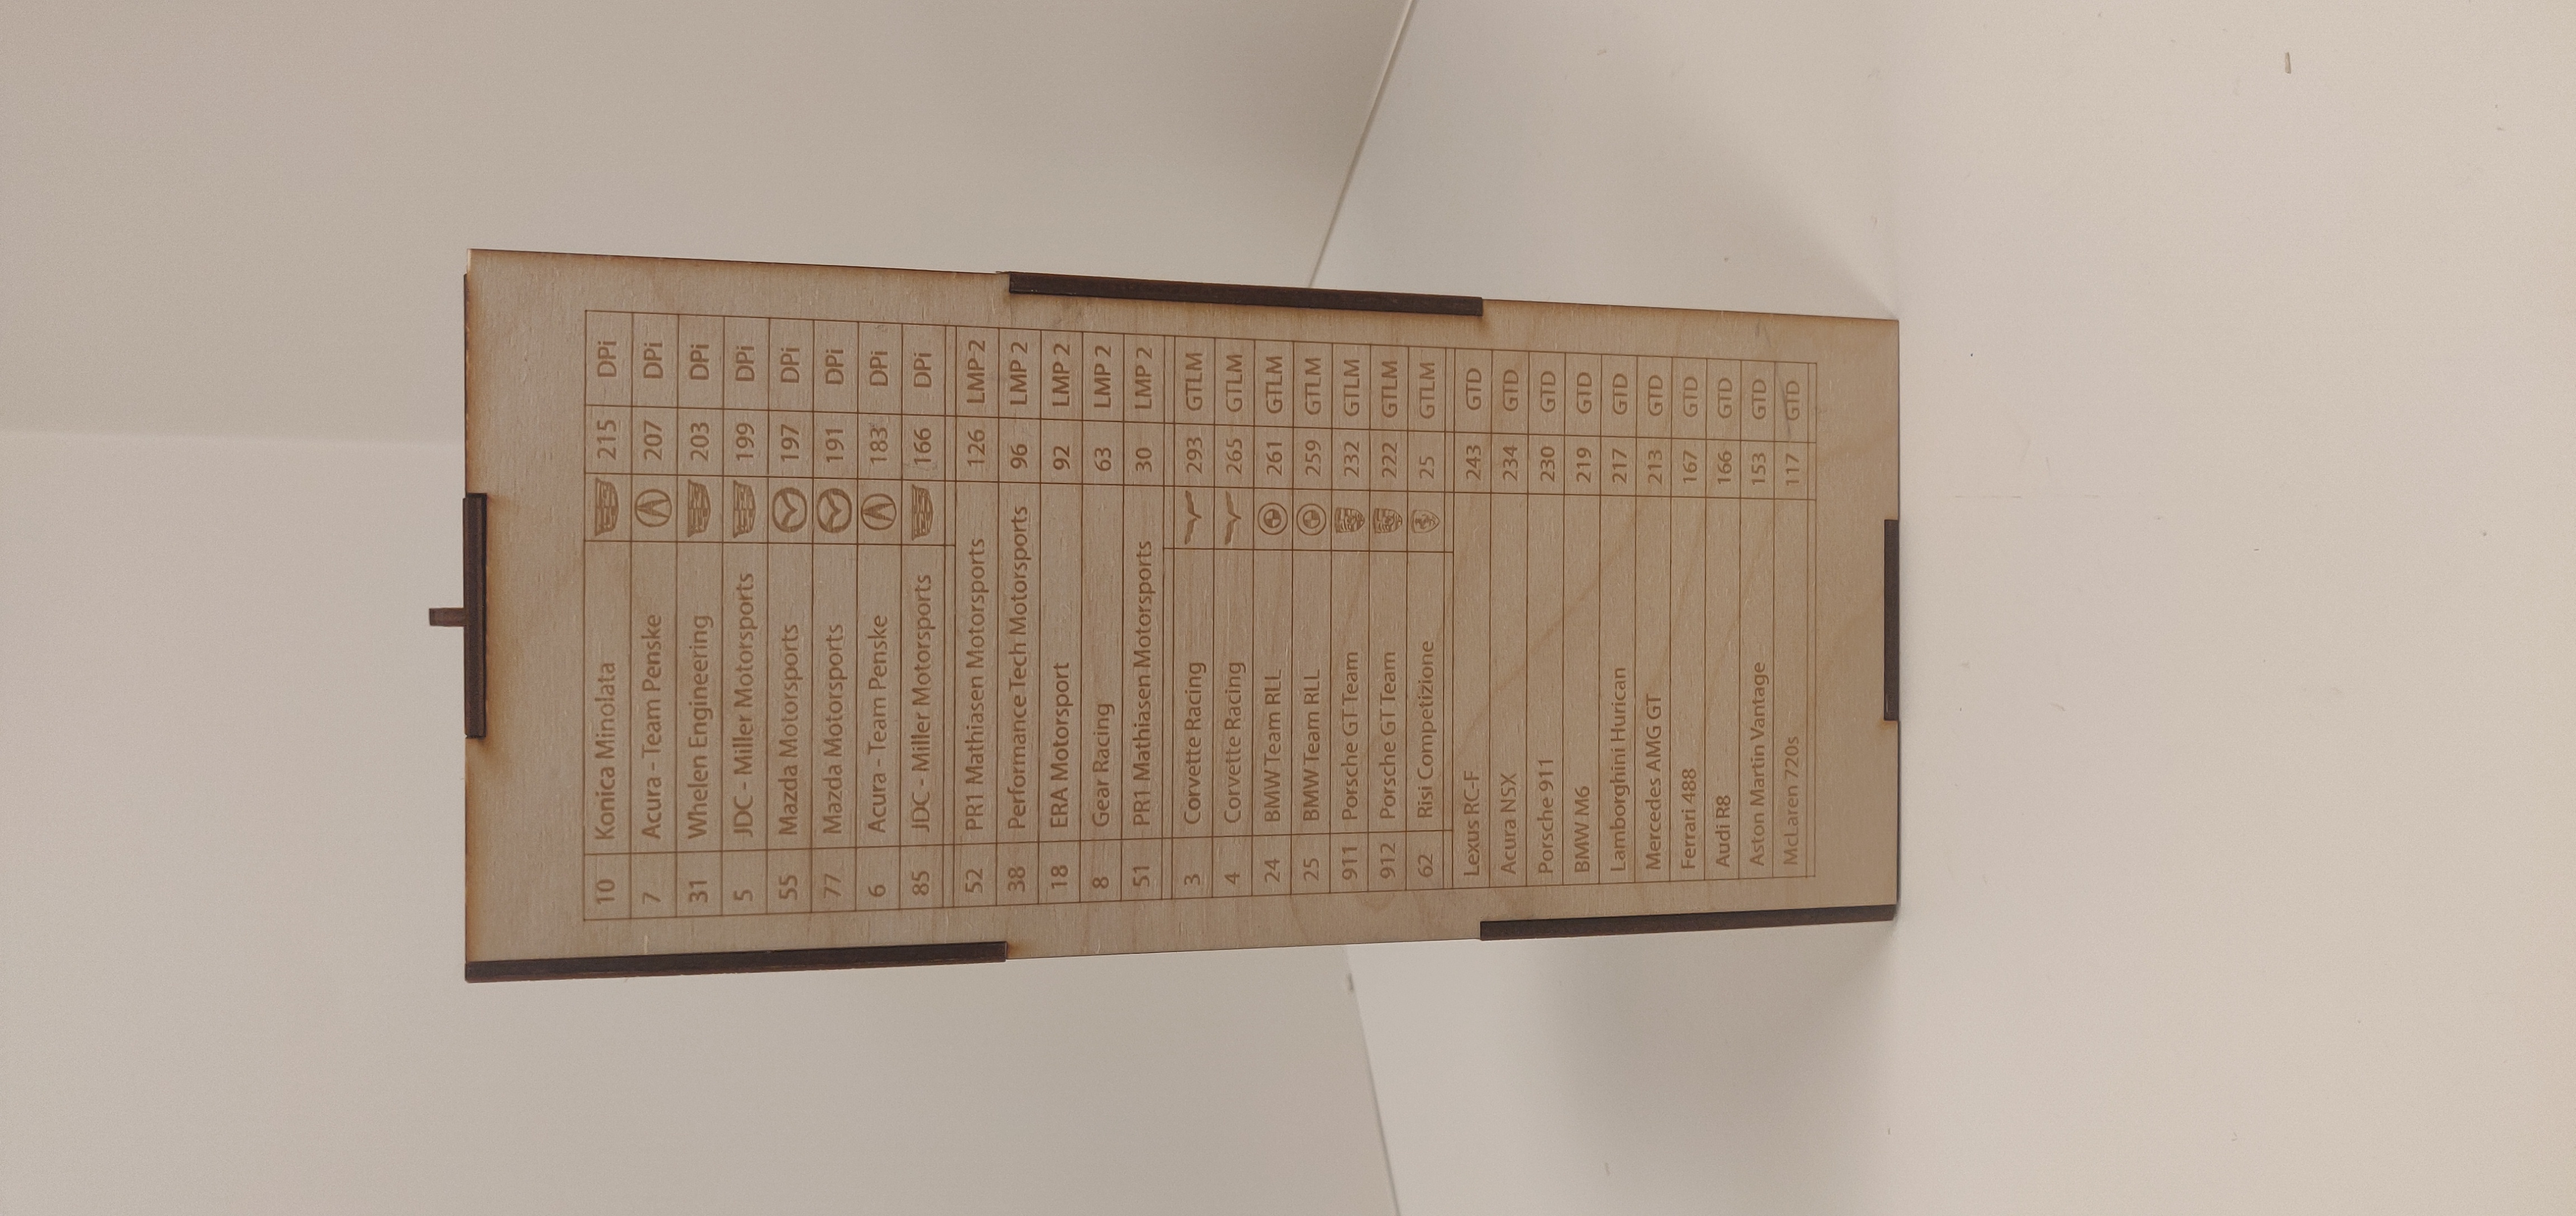 10 Konica Minolata 215 DPi
7 Acura - Team Penske 207 DPi
31 Whelen Engineering 203 DPi
5 JDC - Miller Motorsports 199 DPi
55 Mazda Motorsports 197 DPi
77 Mazda Motorsports 191 DPi
6 Acura - Team Penske 183 DPi
85 JDC - Miller Motorsports 166 DPi
52 PR1 Mathiasen Motorsports 126 LMP 2
38 Performance Tech Motorsports 96 LMP 2
18 ERA Motorsport 92 LMP 2
8 Gear Racing 63 LMP 2
51 PR1 Mathiasen Motorsports 30 LMP 2
3 Corvette Racing 293 GTLM
4 Corvette Racing 265 GTLM
24 BMW Team RLL 261 GTLM
25 BMW Team RLL 259 GTLM
911 Porsche GT Team 232 GTLM
912 Porsche GT Team 222 GTLM
62 Risi Competizione 25 GTLM
Lexus RC-F 243 GTD
Acura NSX 234 GTD
Porsche 911 230 GTD
BMW M6 219 GTD
Lamborghini Hurican 217 GTD
Mercedes AMG GT 213 GTD
Ferrari 488 167 GTD
Audi R8 166 GTD
Aston Martin Vantage 153 GTD
McLaren 720s 117 GTD